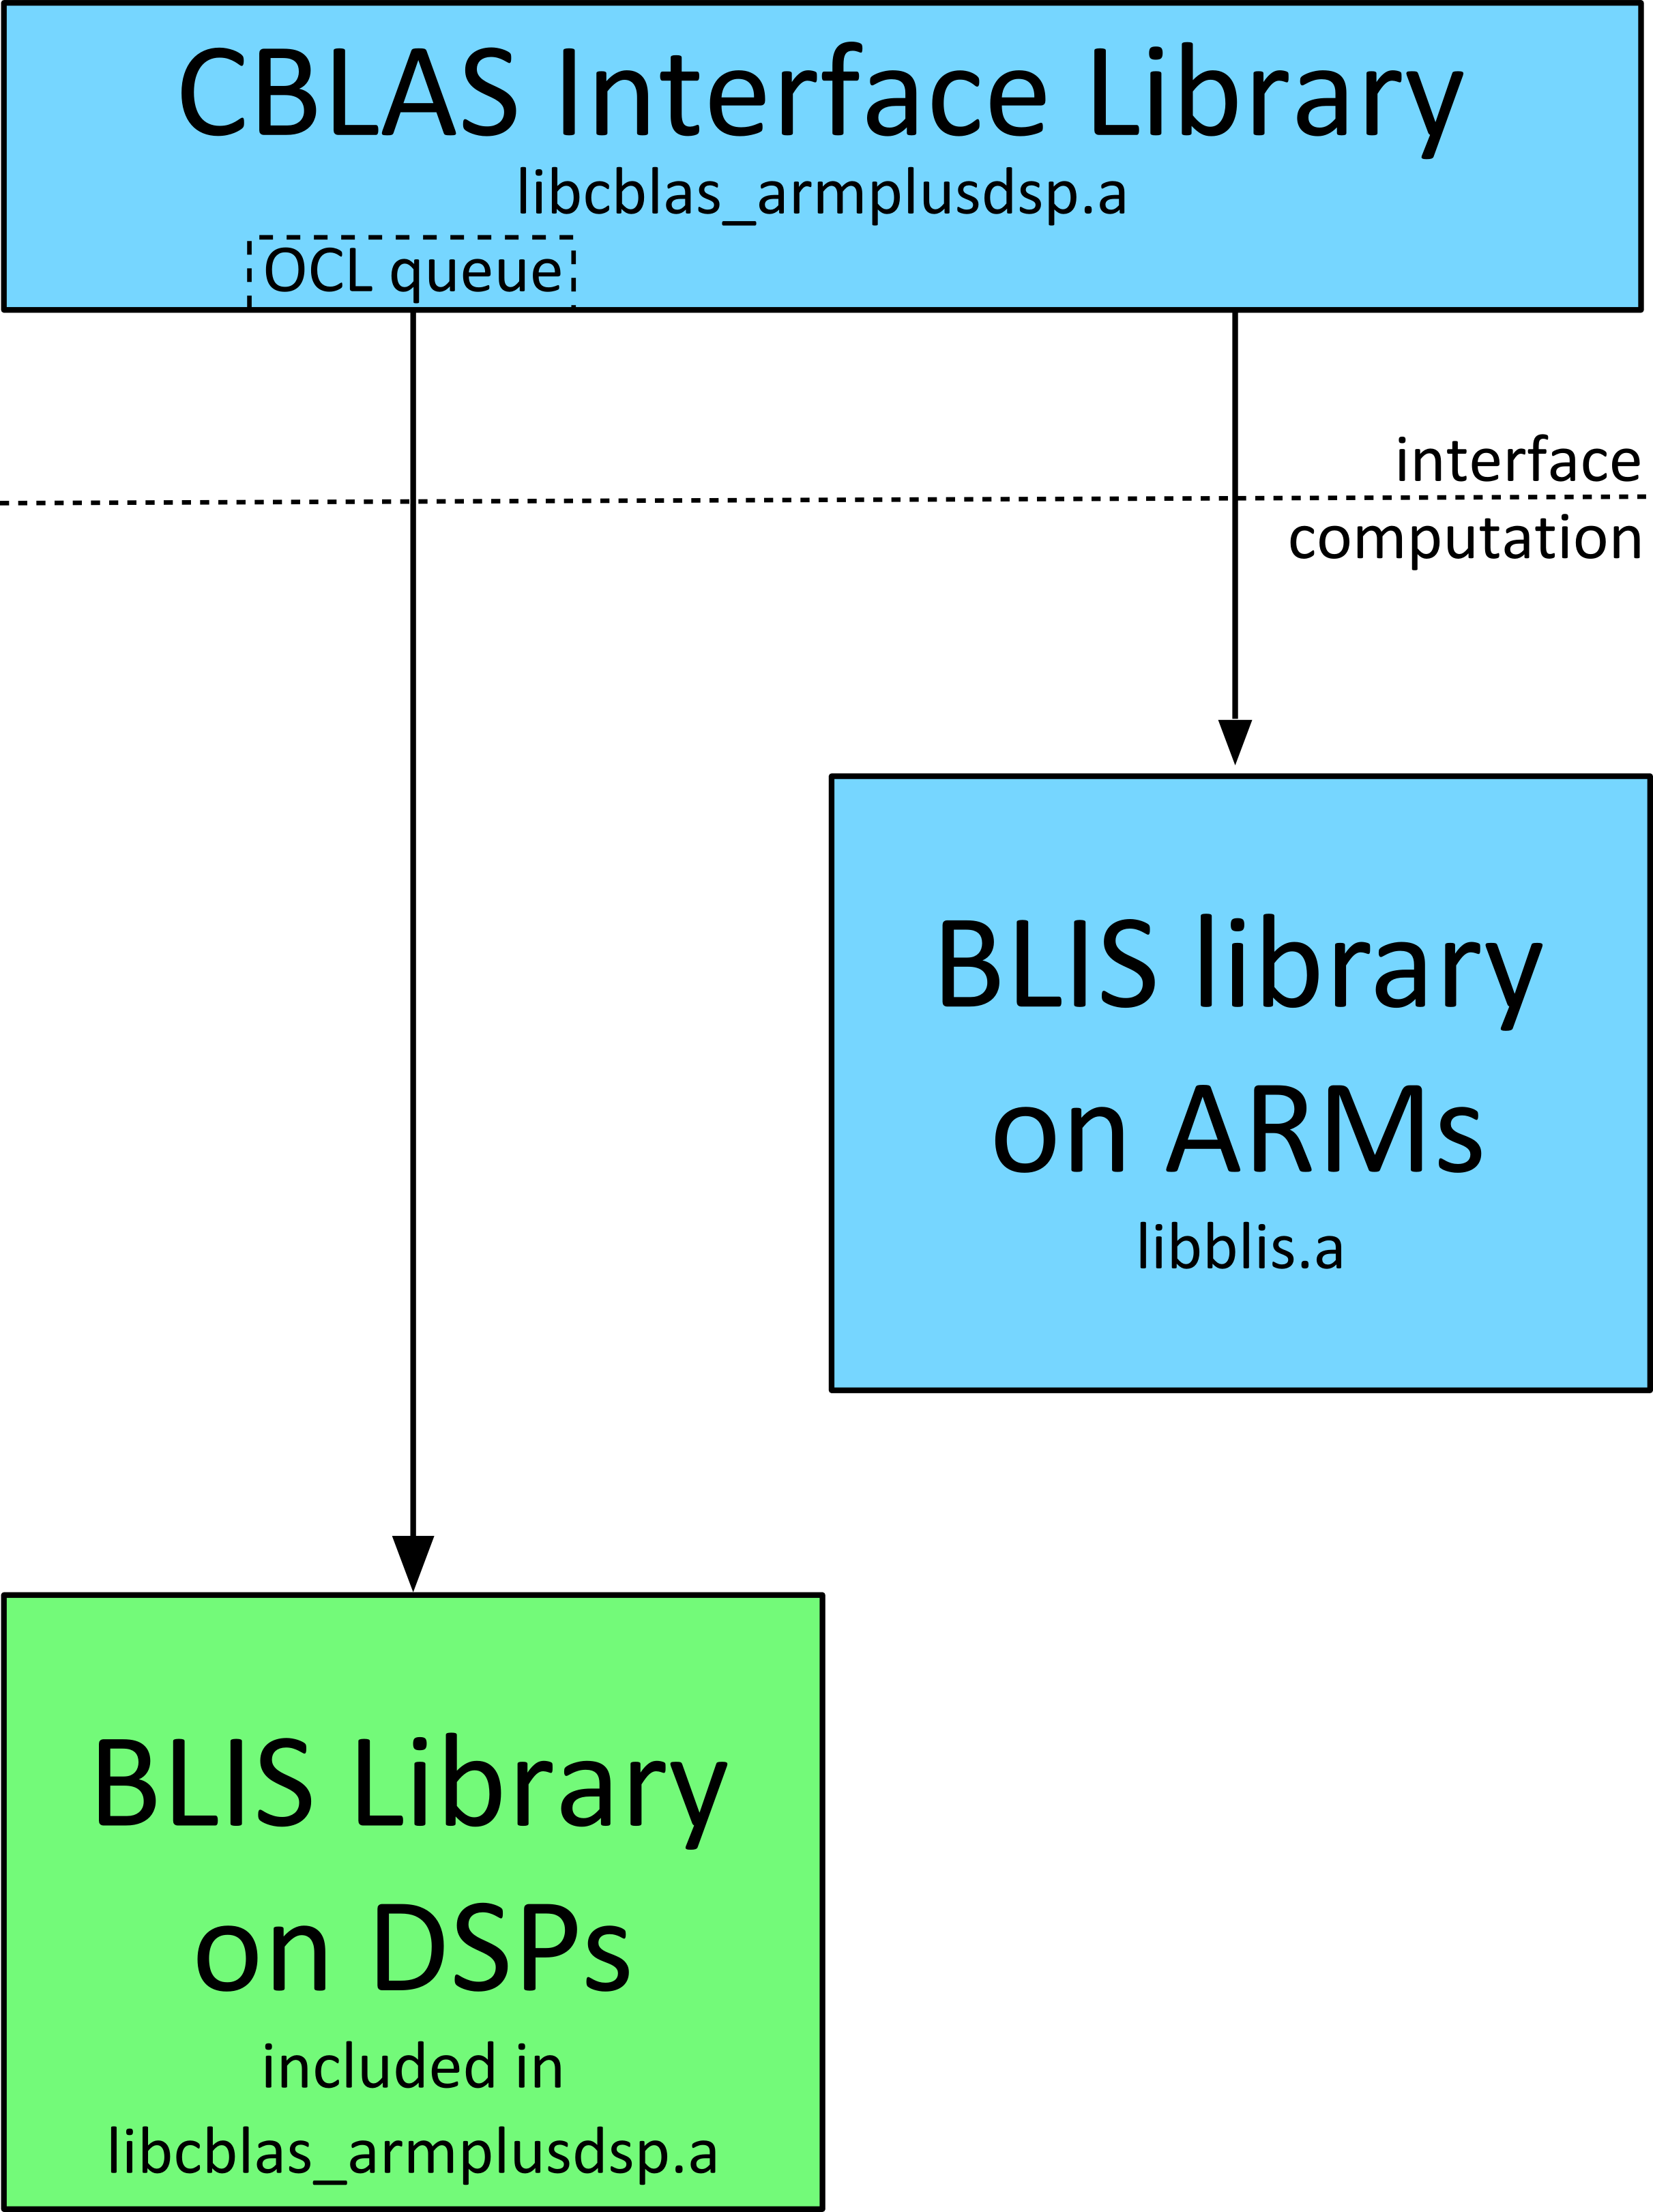 CBLAS Interface Library
libcblas_armplusdsp.a
OCL queue
interface
computation
BLIS library
on ARMs
libblis.a
BLIS Library
on DSPs
included in
libcblas_armplusdsp.a